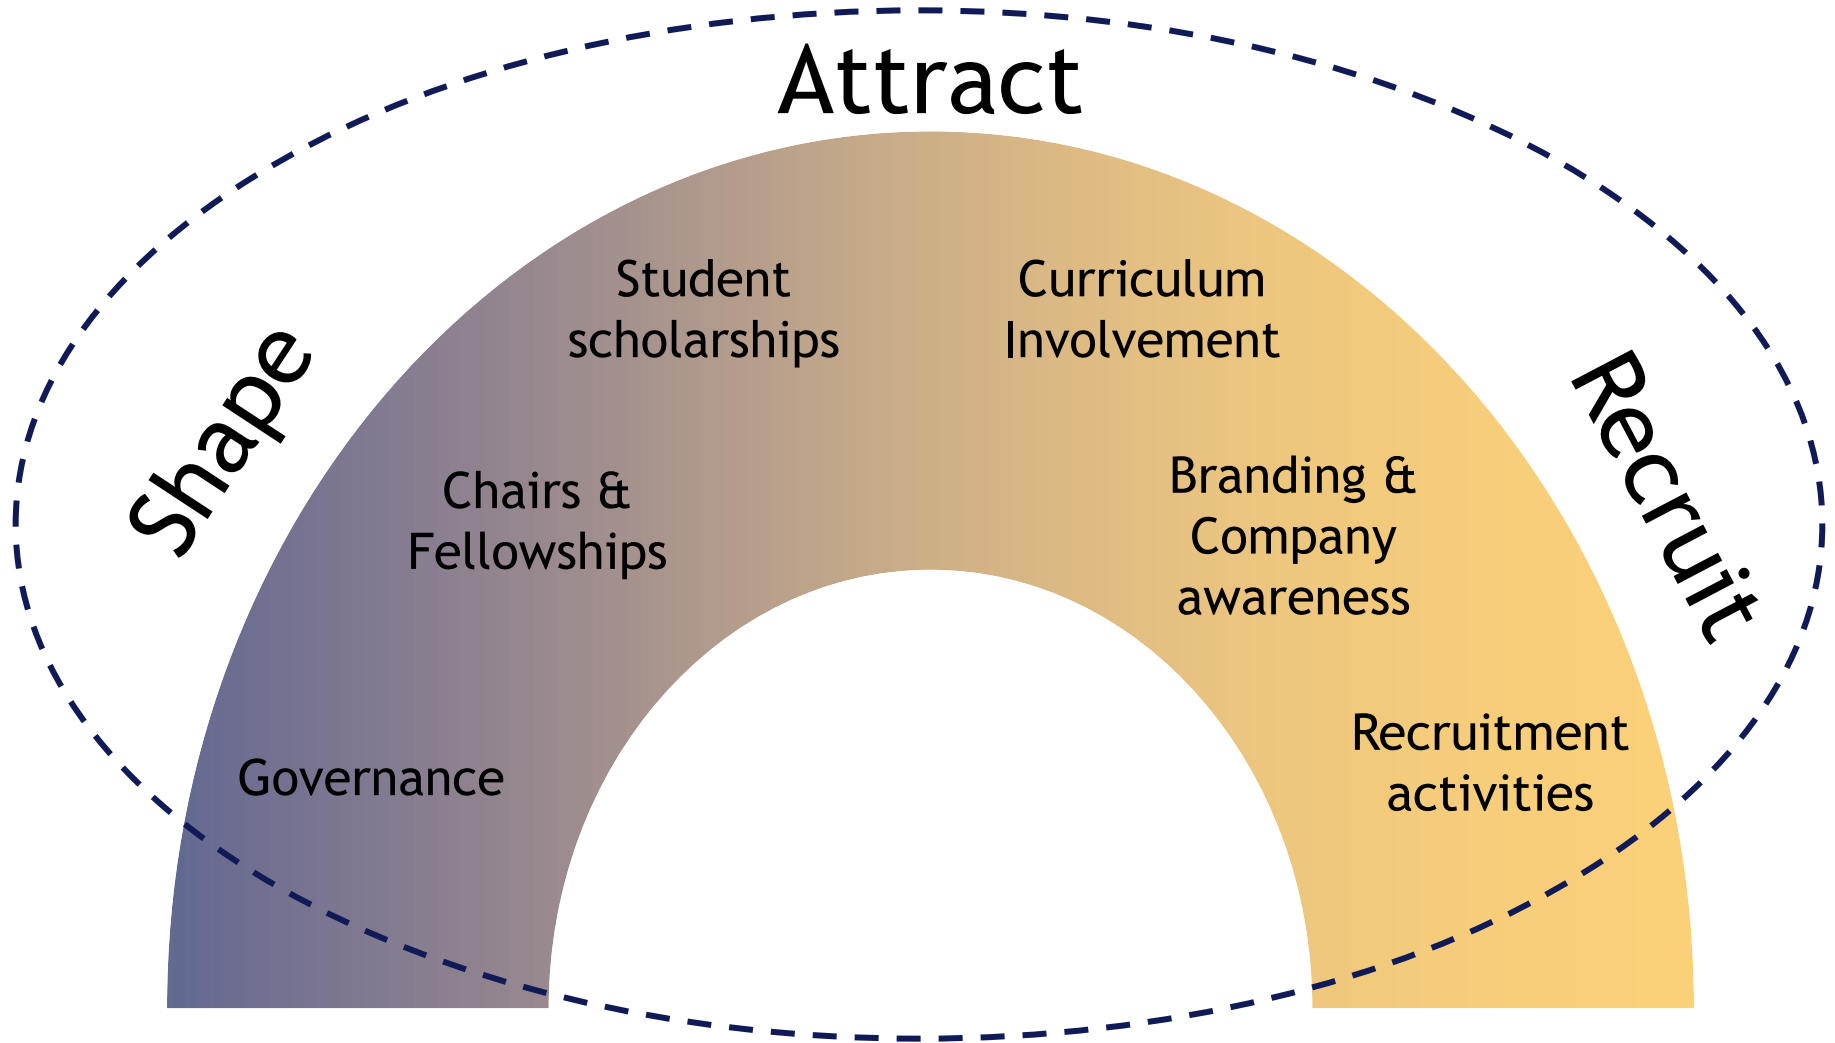 Attract
Shape
Recruit
Student
scholarships
Curriculum
Involvement
Chairs &
Fellowships
Branding &
Company
awareness
Governance
Recruitment
activities